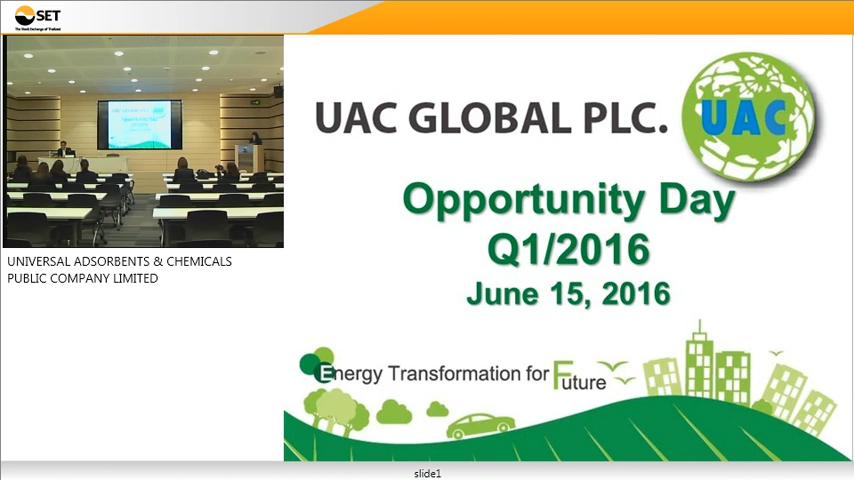 SET
The Stock Exchange of Thailand
UNIVERSAL ADSORBENTS & CHEMICALS
PUBLIC COMPANY LIMITED
UAC GLOBAL PLC.
UAC
Opportunity Day
Q1/2016
June 15, 2016
Energy Transformation for Future
slide1